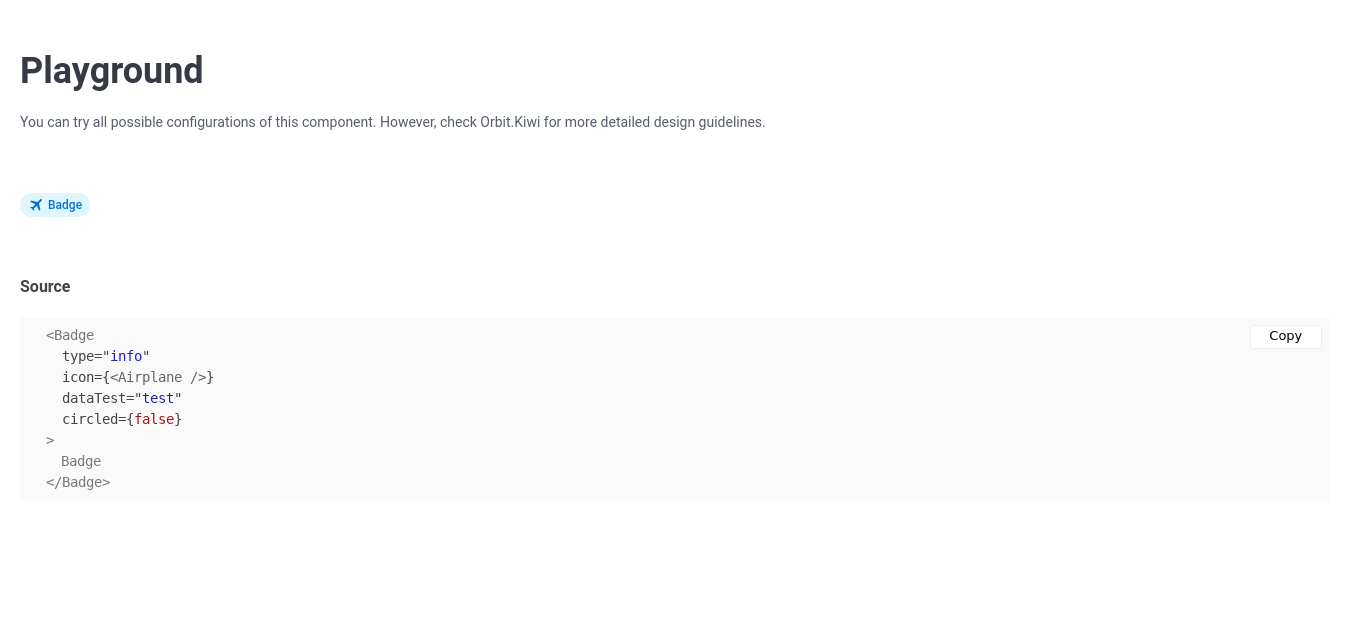 Playground
You can try all possible configurations of this component. However, check Orbit.Kiwi for more detailed design guidelines.
Badge
Source
<Badge
Copy
type="info"
icon={<Airplane />}
dataTest="test"
circled={false}
>
Badge
</Badge>